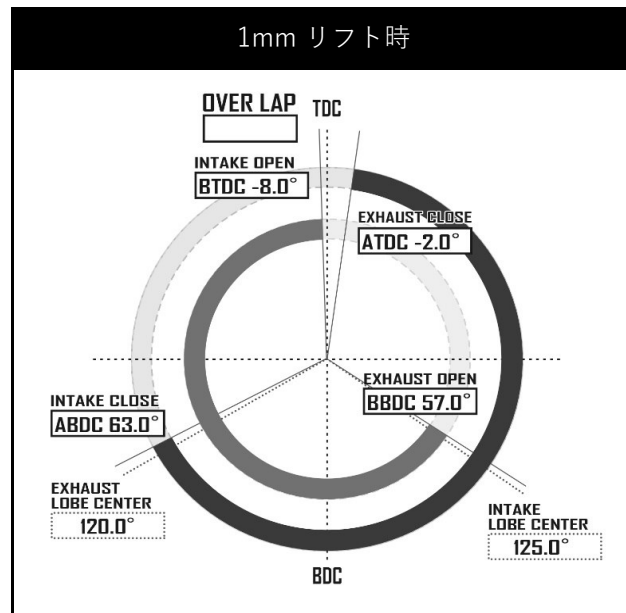 1mm リフト時
OVER LAP
TDC
INTAKE OPEN
BTDC -8.0°
EXHAUST CLOSE
ATDC -2.0°
EXHAUST OPEN
BBDC 57.0°
INTAKE CLOSE
ABDC 63.0°
EXHAUST
LOBE CENTER
120.0°
INTAKE
LOBE CENTER
125.0°
BDC